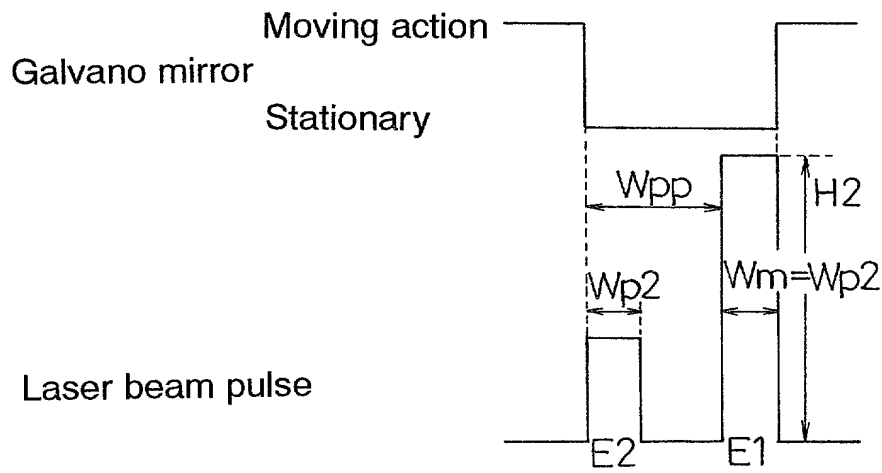 Moving action
Galvano mirror
Stationary
Wpp
H2
Wp2
Wm=Wp2
Laser beam pulse
E2
E1